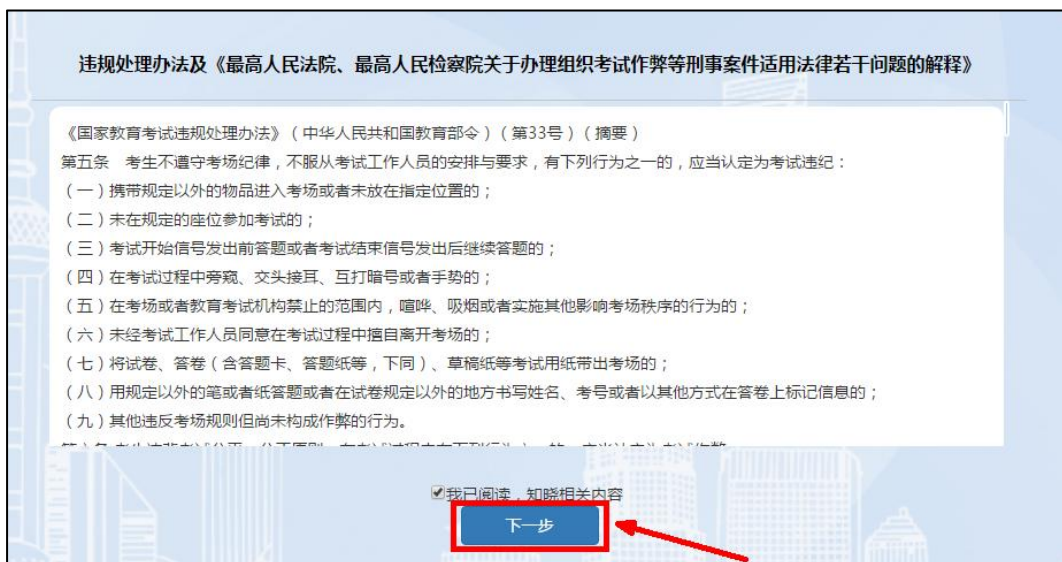 违规处理办法及《最高人民法院、最高人民检察院关于办理组织考试作弊等刑事案件适用法律若干问题的解释》
《国家教育考试违规处理办法》(中华人民共和国教育部令)(第33号)(摘要)
第五条 考生不遵守考场纪律,不服从考试工作人员的安排与要求,有下列行为之一的,应当认定为考试违纪:
(一)携带规定以外的物品进入考场或者未放在指定位置的;
(二)未在规定的座位参加考试的;
(三)考试开始信号发出前答题或者考试结束信号发出后继续答题的;
(四)在考试过程中旁窥、交头接耳、互打暗号或者手势的;
(五)在考场或者教育考试机构禁止的范围内,喧哗、吸烟或者实施其他影响考场秩序的行为的;
(六)未经考试工作人员同意在考试过程中擅自离开考场的;
(七)将试卷、答卷(含答题卡、答题纸等,下同)、草稿纸等考试用纸带出考场的;
(八)用规定以外的笔或者纸答题或者在试卷规定以外的地方书写姓名、考号或者以其他方式在答卷上标记信息的;
(九)其他违反考场规则但尚未构成作弊的行为。
我已阅读,知晓相关内容
下一步